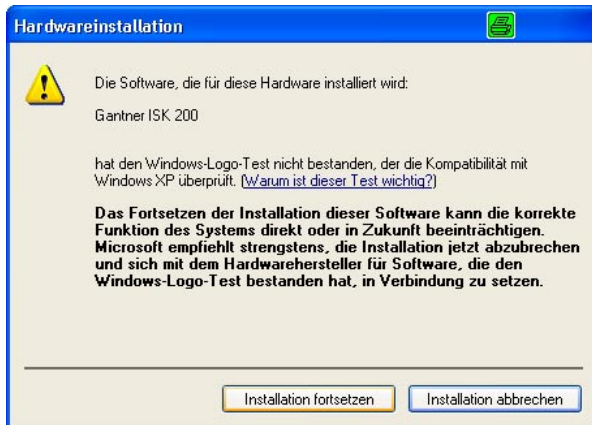 Hardwareinstallation
Die Software, die für diese Hardware installiert wird:
Gantner ISK 200
hat den Windows-Logo-Test nicht bestanden, der die Kompatibilität mit
Windows XP überprüft. (Warum ist dieser Test wichtig?)
Das Fortsetzen der Installation dieser Software kann die korrekte
Funktion des Systems direkt oder in Zukunft beeinträchtigen.
Microsoft empfiehlt strengstens, die Installation jetzt abzubrechen
und sich mit dem Hardwarehersteller für Software, die den
Windows-Logo-Test bestanden hat, in Verbindung zu setzen.
Installation fortsetzen
Installation abbrechen